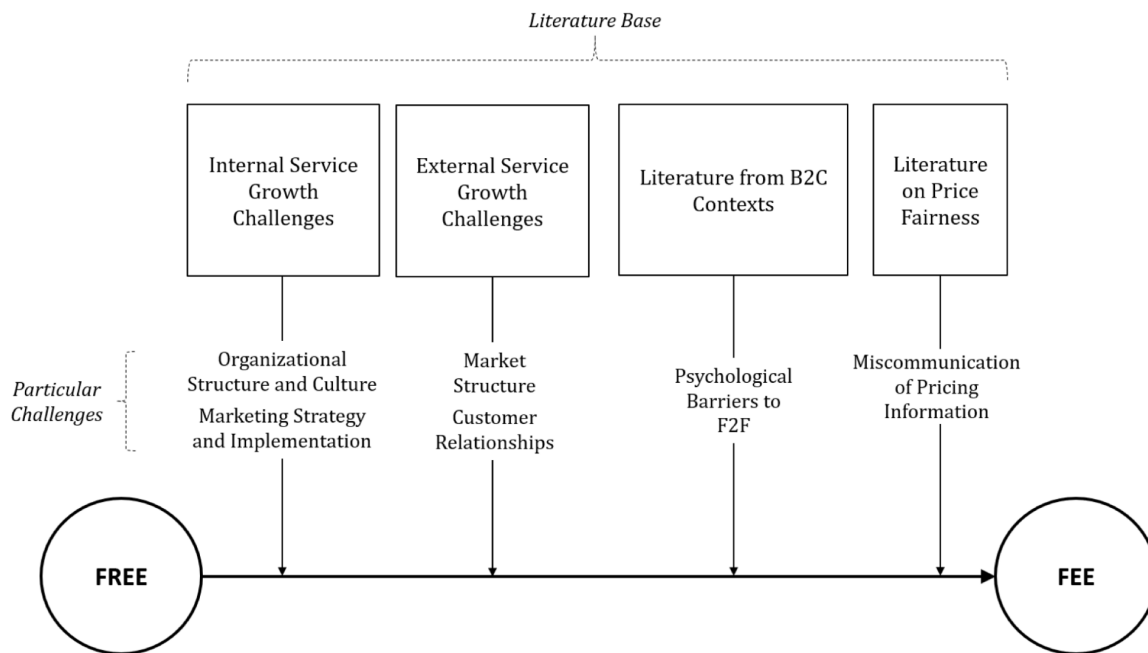 Literature Base
Internal Service
Growth
Challenges
External Service
Growth
Challenges
Literature from B2C
Contexts
Literature
on Price
Fairness
Particular
Challenges
Organizational
Structure and Culture
Marketing Strategy
and Implementation
Market
Structure
Customer
Relationships
Psychological
Barriers to
F2F
Miscommunication
of Pricing
Information
FREE
FEE